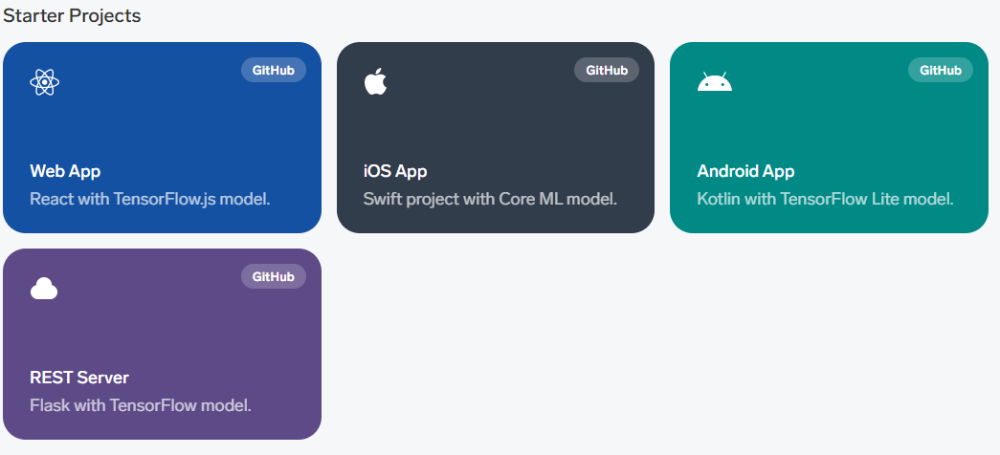 Starter Projects
GitHub
Web App
React with TensorFlow.js model.
GitHub
iOS App
Swift project with Core ML model.
GitHub
Android App
Kotlin with TensorFlow Lite model.
GitHub
REST Server
Flask with TensorFlow model.